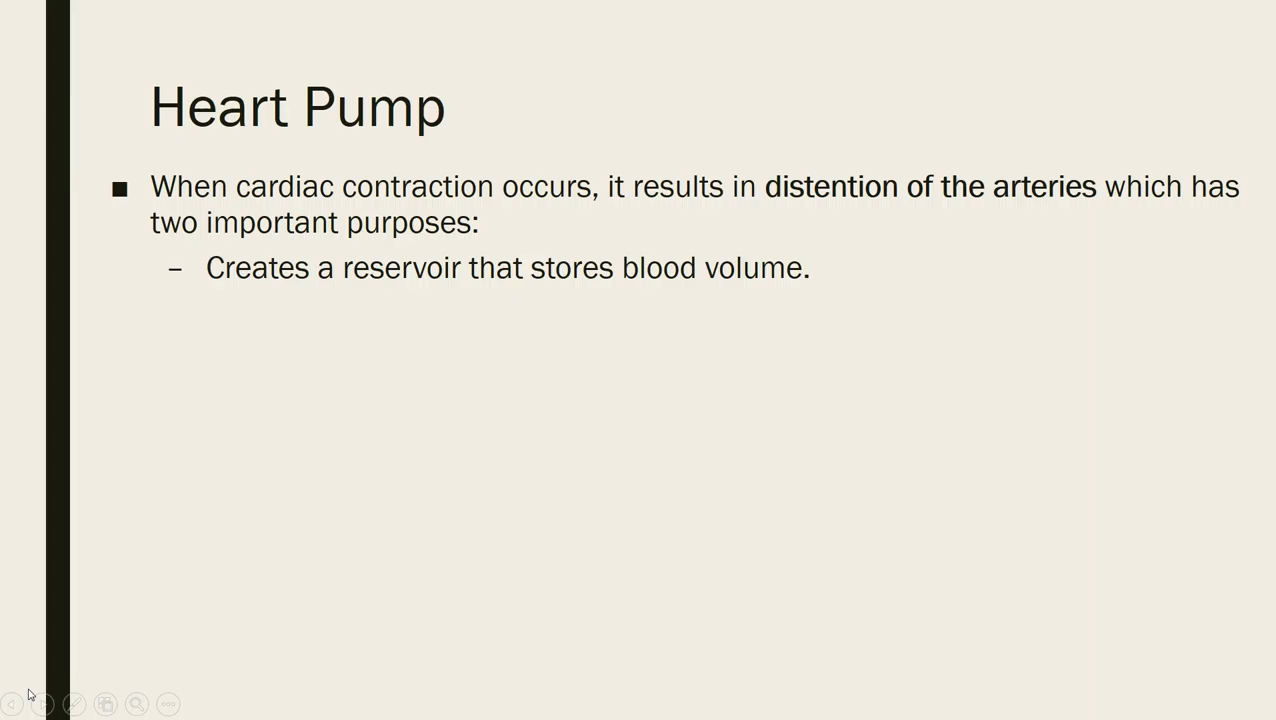 Heart Pump
■ When cardiac contraction occurs, it results in distention of the arteries which has
two important purposes:
– Creates a reservoir that stores blood volume.